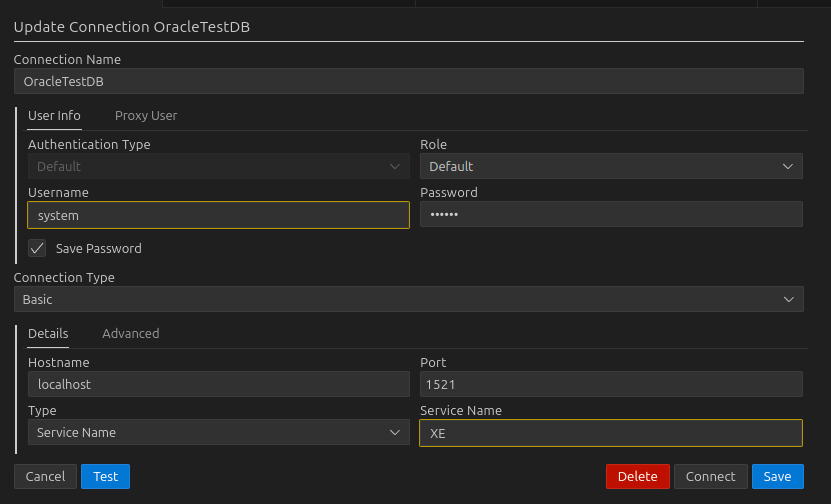 Update Connection OracleTestDB
Connection Name
OracleTestDB
User Info Proxy User
Authentication Type Role
Default Default
Username Password
system ••••••
Save Password
Connection Type
Basic
Details Advanced
Hostname Port
localhost 1521
Type Service Name
Service Name XE
Cancel Test Delete Connect Save